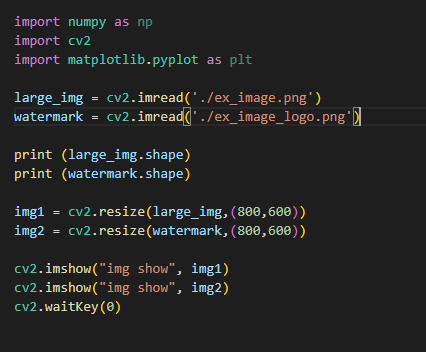 import numpy as np
import cv2
import matplotlib.pyplot as plt
large_img = cv2.imread('./ex_image.png')
watermark = cv2.imread('./ex_image_logo.png')
print (large_img.shape)
print (watermark.shape)
img1 = cv2.resize(large_img,(800,600))
img2 = cv2.resize(watermark,(800,600))
cv2.imshow("img show", img1)
cv2.imshow("img show", img2)
cv2.waitKey(0)